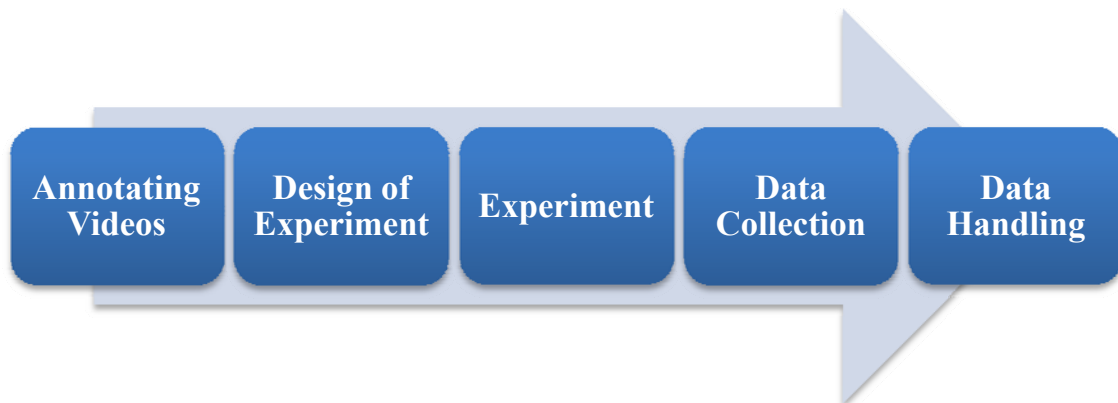 Annotating
Videos
Design of
Experiment
Experiment
Data
Collection
Data
Handling